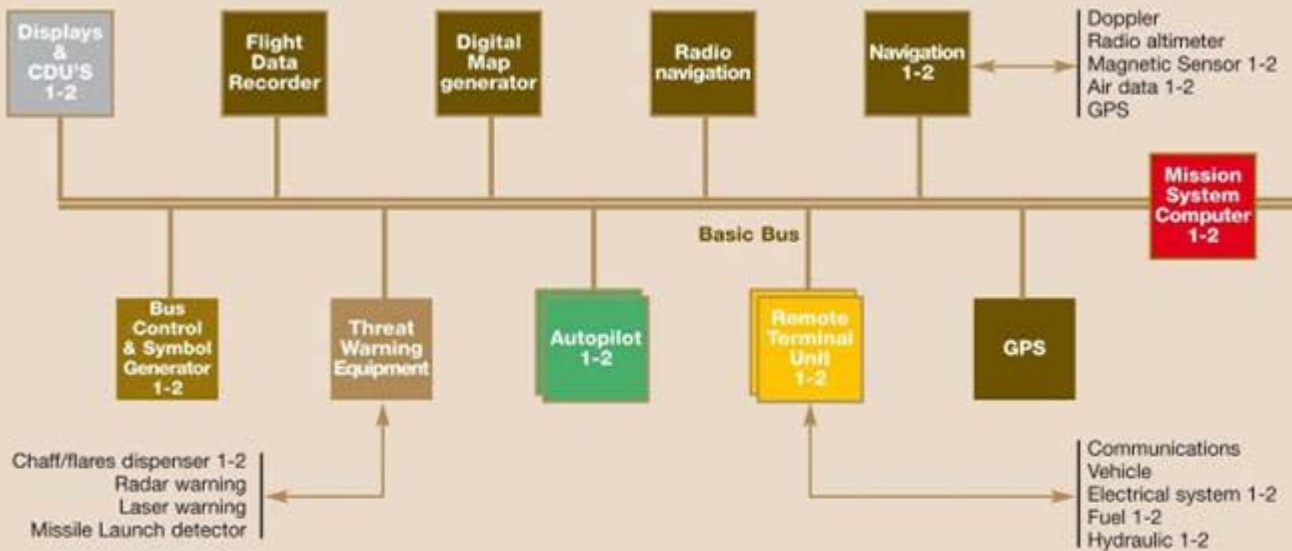 Displays
&
CDU'S
1-2
Flight
Data
Recorder
Digital
Map
generator
Radio
navigation
Navigation
1-2
Doppler
Radio altimeter
Magnetic Sensor 1-2
Air data 1-2
GPS
Mission
System
Computer
1-2
Basic Bus
Bus
Control
& Symbol
Generator
1-2
Threat
Warning
Equipment
Autopilot
1-2
Remote
Terminal
Unit
1-2
GPS
Chaff/flares dispenser 1-2
Radar warning
Laser warning
Missile Launch detector
Communications
Vehicle
Electrical system 1-2
Fuel 1-2
Hydraulic 1-2